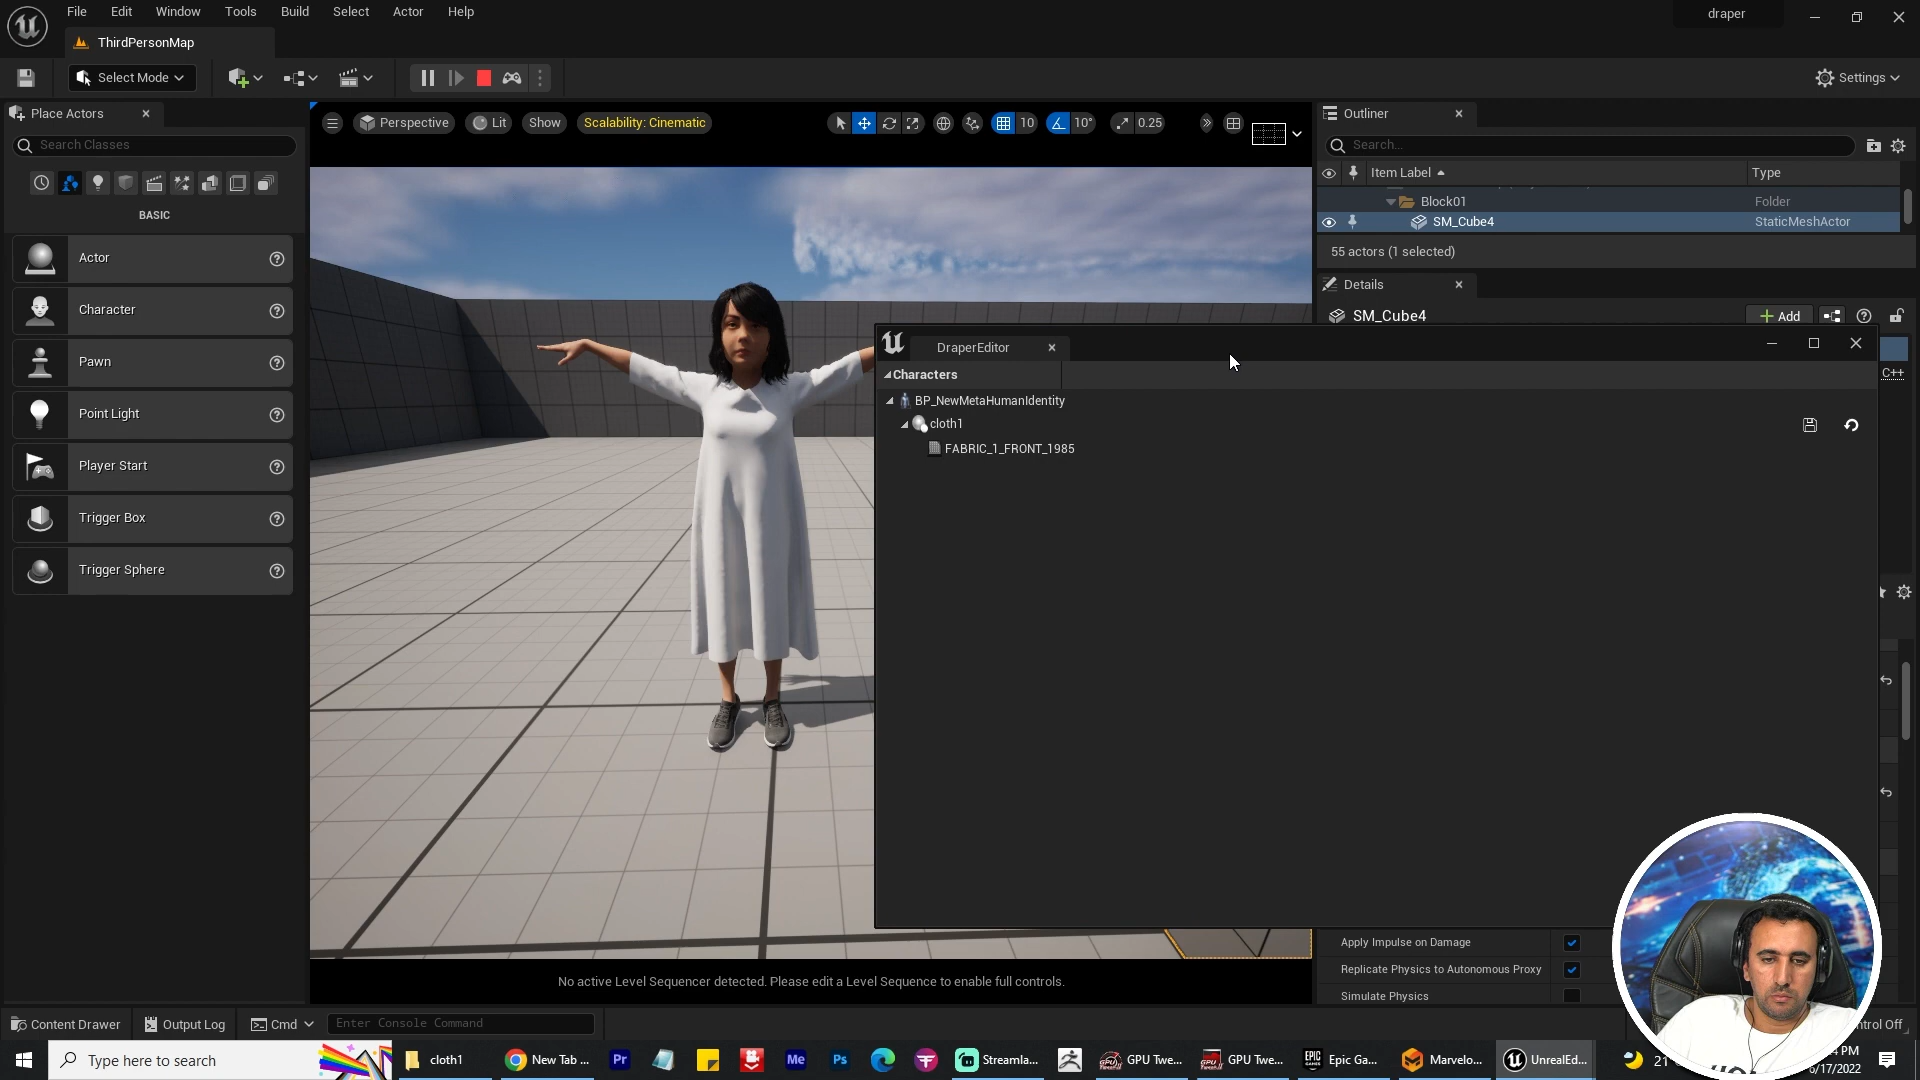 File Edit Window Tools Build Select Actor Help
draper
ThirdPersonMap
Select Mode
Settings
Place Actors
Search Classes
BASIC
Actor
Character
Pawn
Point Light
Player Start
Trigger Box
Trigger Sphere
Perspective Lit Show Scalability: Cinematic 10 10° 0.25
Outliner
Search...
Item Label Type
Block01 Folder
SM_Cube4 StaticMeshActor
55 actors (1 selected)
Details
SM_Cube4 Add
C++
DraperEditor
Characters
BP_NewMetaHumanIdentity
cloth1
FABRIC_1_FRONT_1985
Apply Impulse on Damage
Replicate Physics to Autonomous Proxy
Simulate Physics
No active Level Sequencer detected. Please edit a Level Sequence to enable full controls.
Content Drawer Output Log Cmd Enter Console Command
Type here to search
cloth1
New Tab ...
Pr
Me
Ps
Streamla...
GPU Twe...
GPU Twe...
EPIC
GAMES
Epic Ga...
Marvelo...
UnrealEd...